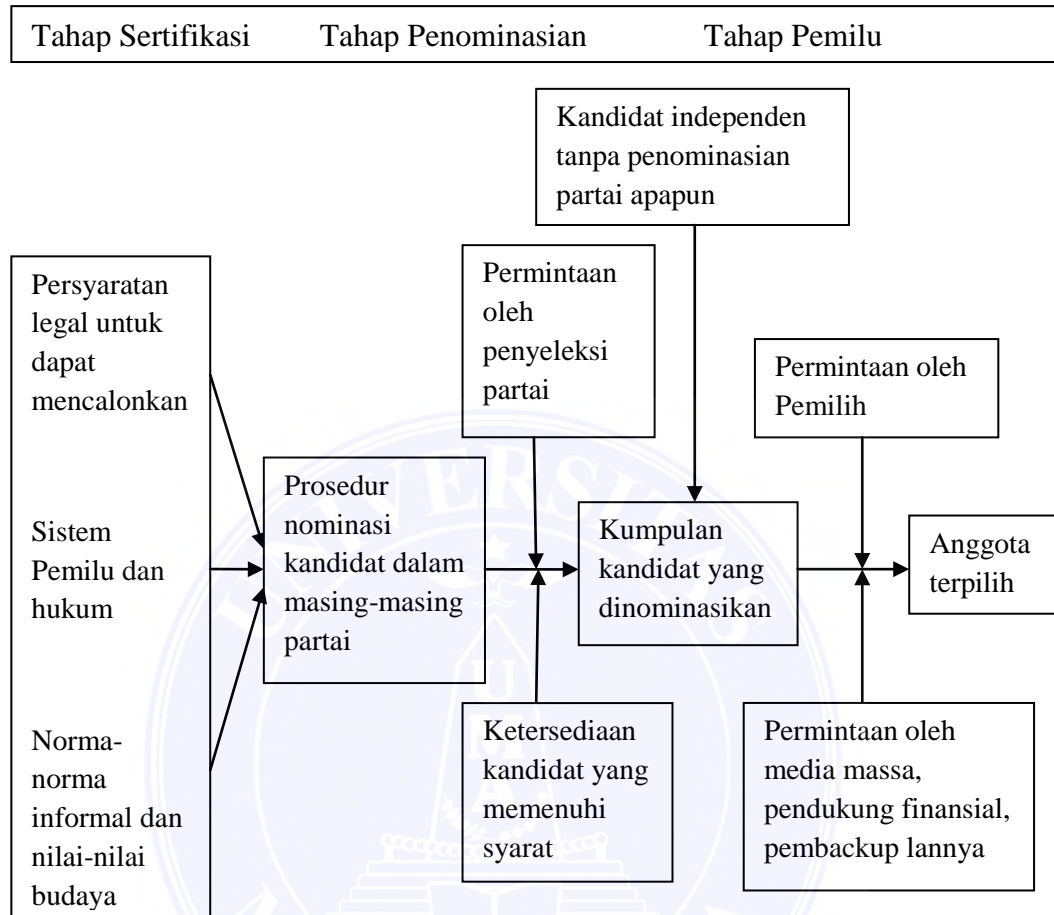 Tahap Sertifikasi Tahap Penominasian Tahap Pemilu
Kandidat independen
tanpa penominasian
partai apapun
Persyaratan
legal untuk
dapat
mencalonkan
Sistem
Pemilu dan
hukum
Norma-
norma
informal dan
nilai-nilai
budaya
Prosedur
nominasi
kandidat dalam
masing-masing
partai
Permintaan
oleh
penyeleksi
partai
Ketersediaan
kandidat yang
memenuhi
syarat
Kumpulan
kandidat yang
dinominasikan
Permintaan oleh
Pemilih
Permintaan oleh
media massa,
pendukung finansial,
pembackup lannya
Anggota
terpilih
UNIVERSITAS
U
M
A